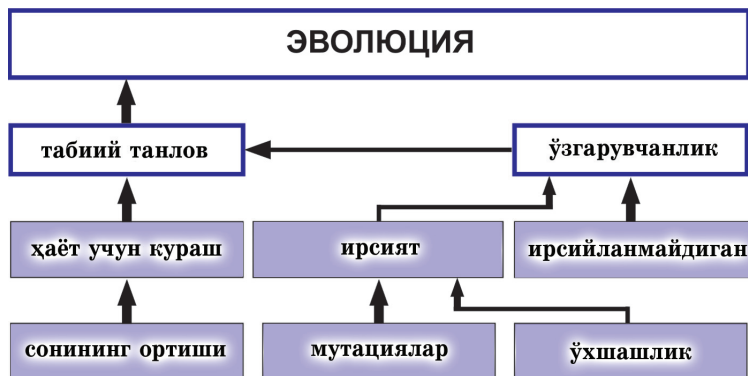 ЭВОЛЮЦИЯ
табиий танлов
ўзгарувчанлик
ҳаёт учун кураш
ирсият
ирсийланмайдиган
сонининг ортиши
мутациялар
ўхшашлик